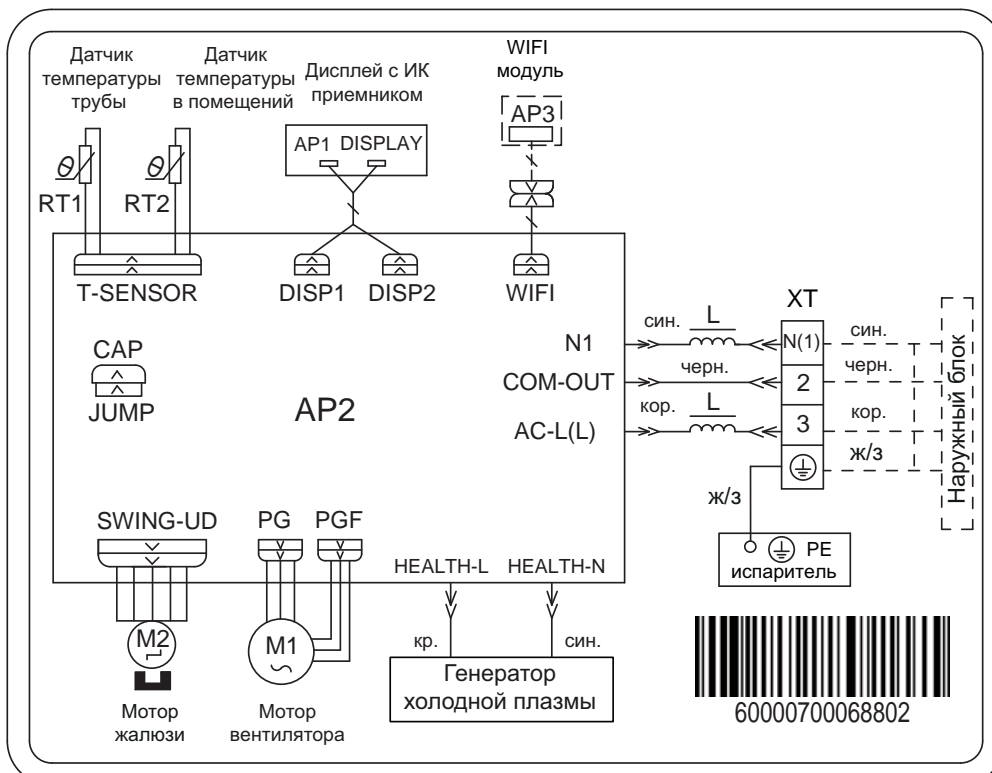 Датчик
температуры
трубы
Датчик
температуры
в помещений
Дисплей с ИК
приемником
WIFI
модуль
AP1 DISPLAY
AP3
θ
RT1
θ
RT2
T-SENSOR
DISP1
DISP2
WIFI
CAP
JUMP
AP2
N1
COM-OUT
AC-L(L)
син.
L
черн.
кор.
L
XT
N(1)
2
3
син.
черн.
кор.
ж/з
Наружный блок
ж/з
PE
испаритель
SWING-UD
PG
PGF
HEALTH-L
HEALTH-N
M2
M1
кр.
син.
Генератор
холодной плазмы
Мотор
жалюзи
Мотор
вентилятора
60000700068802